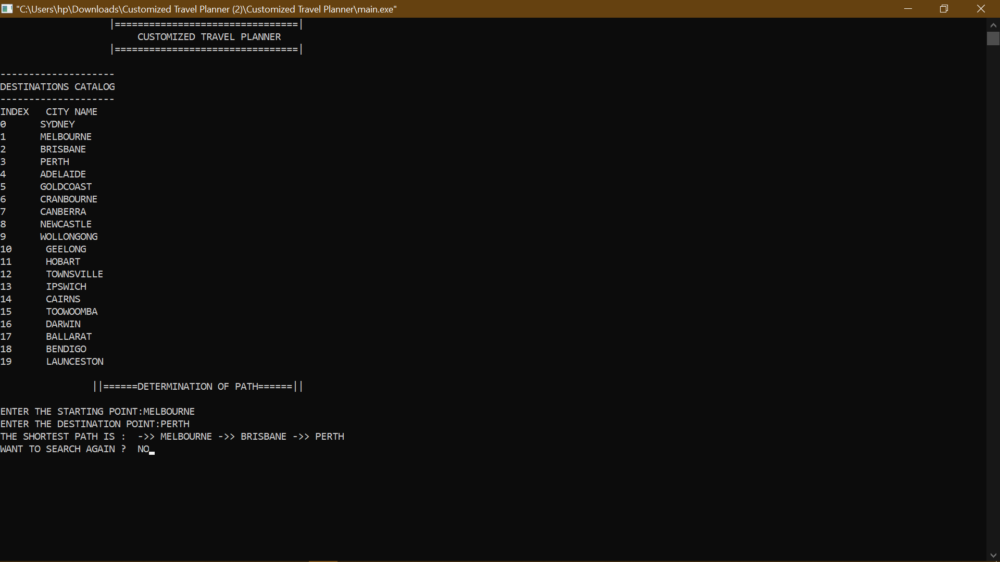 "C:\Users\hp\Downloads\Customized Travel Planner (2)\Customized Travel Planner\main.exe"
|================================|
CUSTOMIZED TRAVEL PLANNER
|================================|
--------------------
DESTINATIONS CATALOG
--------------------
INDEX   CITY NAME
0      SYDNEY
1      MELBOURNE
2      BRISBANE
3      PERTH
4      ADELAIDE
5      GOLDCOAST
6      CRANBOURNE
7      CANBERRA
8      NEWCASTLE
9      WOLLONGONG
10      GEELONG
11      HOBART
12      TOWNSVILLE
13      IPSWICH
14      CAIRNS
15      TOOWOOMBA
16      DARWIN
17      BALLARAT
18      BENDIGO
19      LAUNCESTON
||======DETERMINATION OF PATH======||
ENTER THE STARTING POINT:MELBOURNE
ENTER THE DESTINATION POINT:PERTH
THE SHORTEST PATH IS :  ->> MELBOURNE ->> BRISBANE ->> PERTH
WANT TO SEARCH AGAIN ?  NO